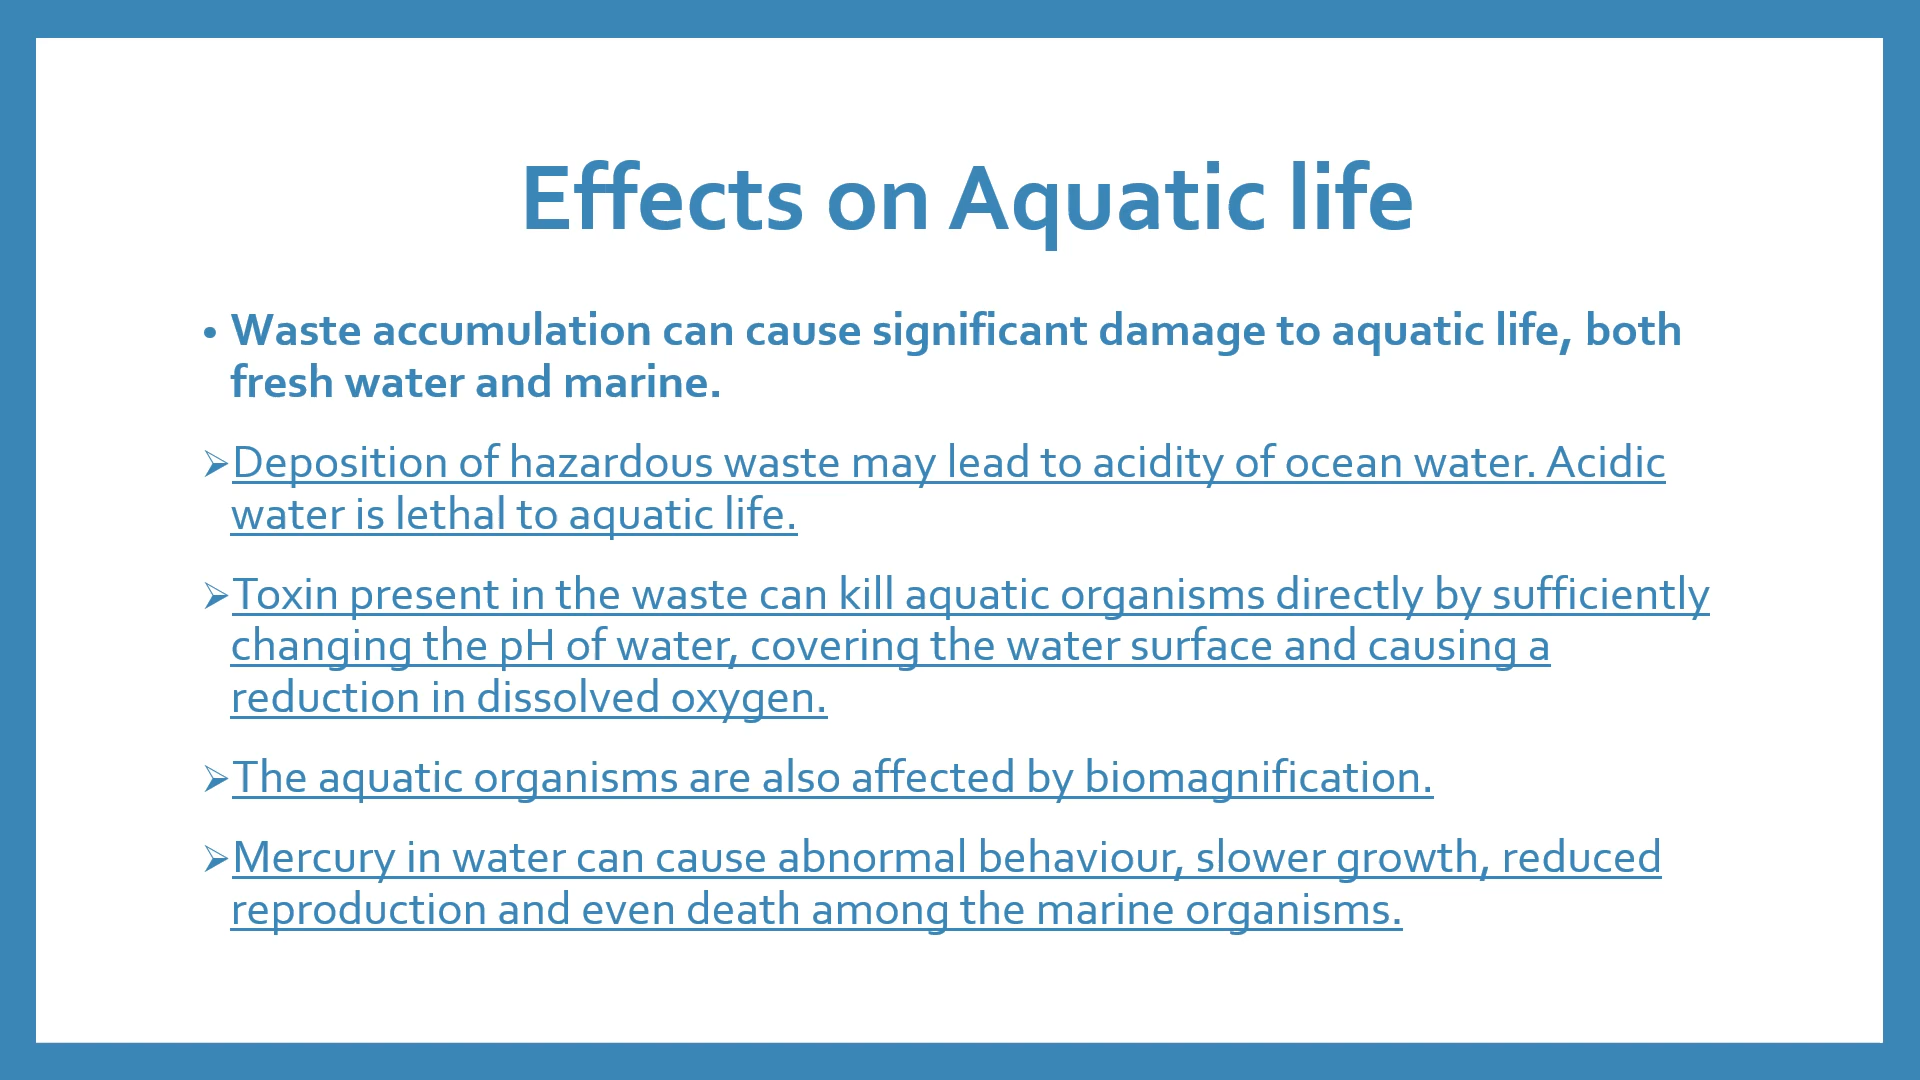 Effects on Aquatic life
• Waste accumulation can cause significant damage to aquatic life, both
fresh water and marine.
➢Deposition of hazardous waste may lead to acidity of ocean water. Acidic
water is lethal to aquatic life.
➢Toxin present in the waste can kill aquatic organisms directly by sufficiently
changing the pH of water, covering the water surface and causing a
reduction in dissolved oxygen.
➢The aquatic organisms are also affected by biomagnification.
➢Mercury in water can cause abnormal behaviour, slower growth, reduced
reproduction and even death among the marine organisms.